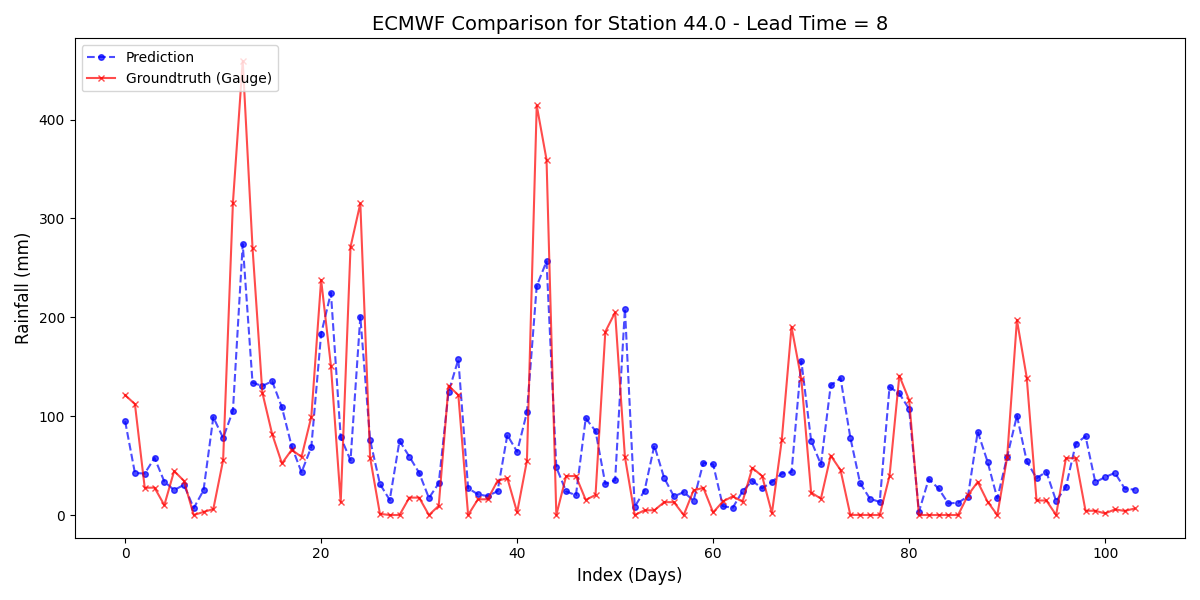 ECMWF Comparison for Station 44.0 - Lead Time = 8
Prediction
Groundtruth (Gauge)
400
300
200
100
0
Rainfall (mm)
0 20 40 60 80 100
Index (Days)